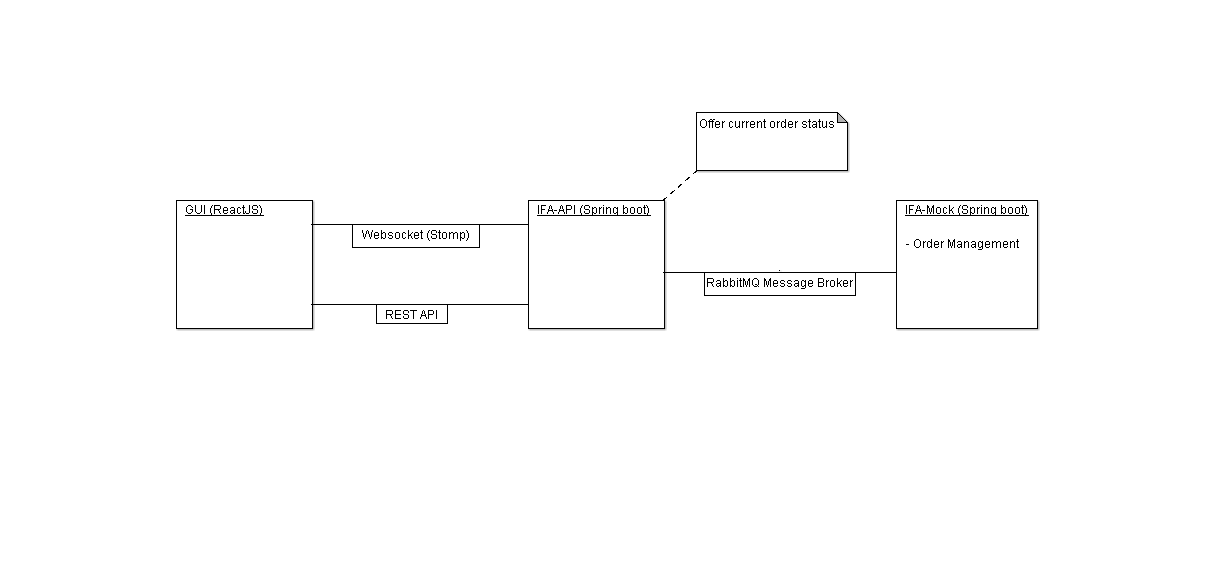 Offer current order status
GUI (ReactJS)
IFA-API (Spring boot)
IFA-Mock (Spring boot)
Websocket (Stomp)
- Order Management
RabbitMQ Message Broker
REST API